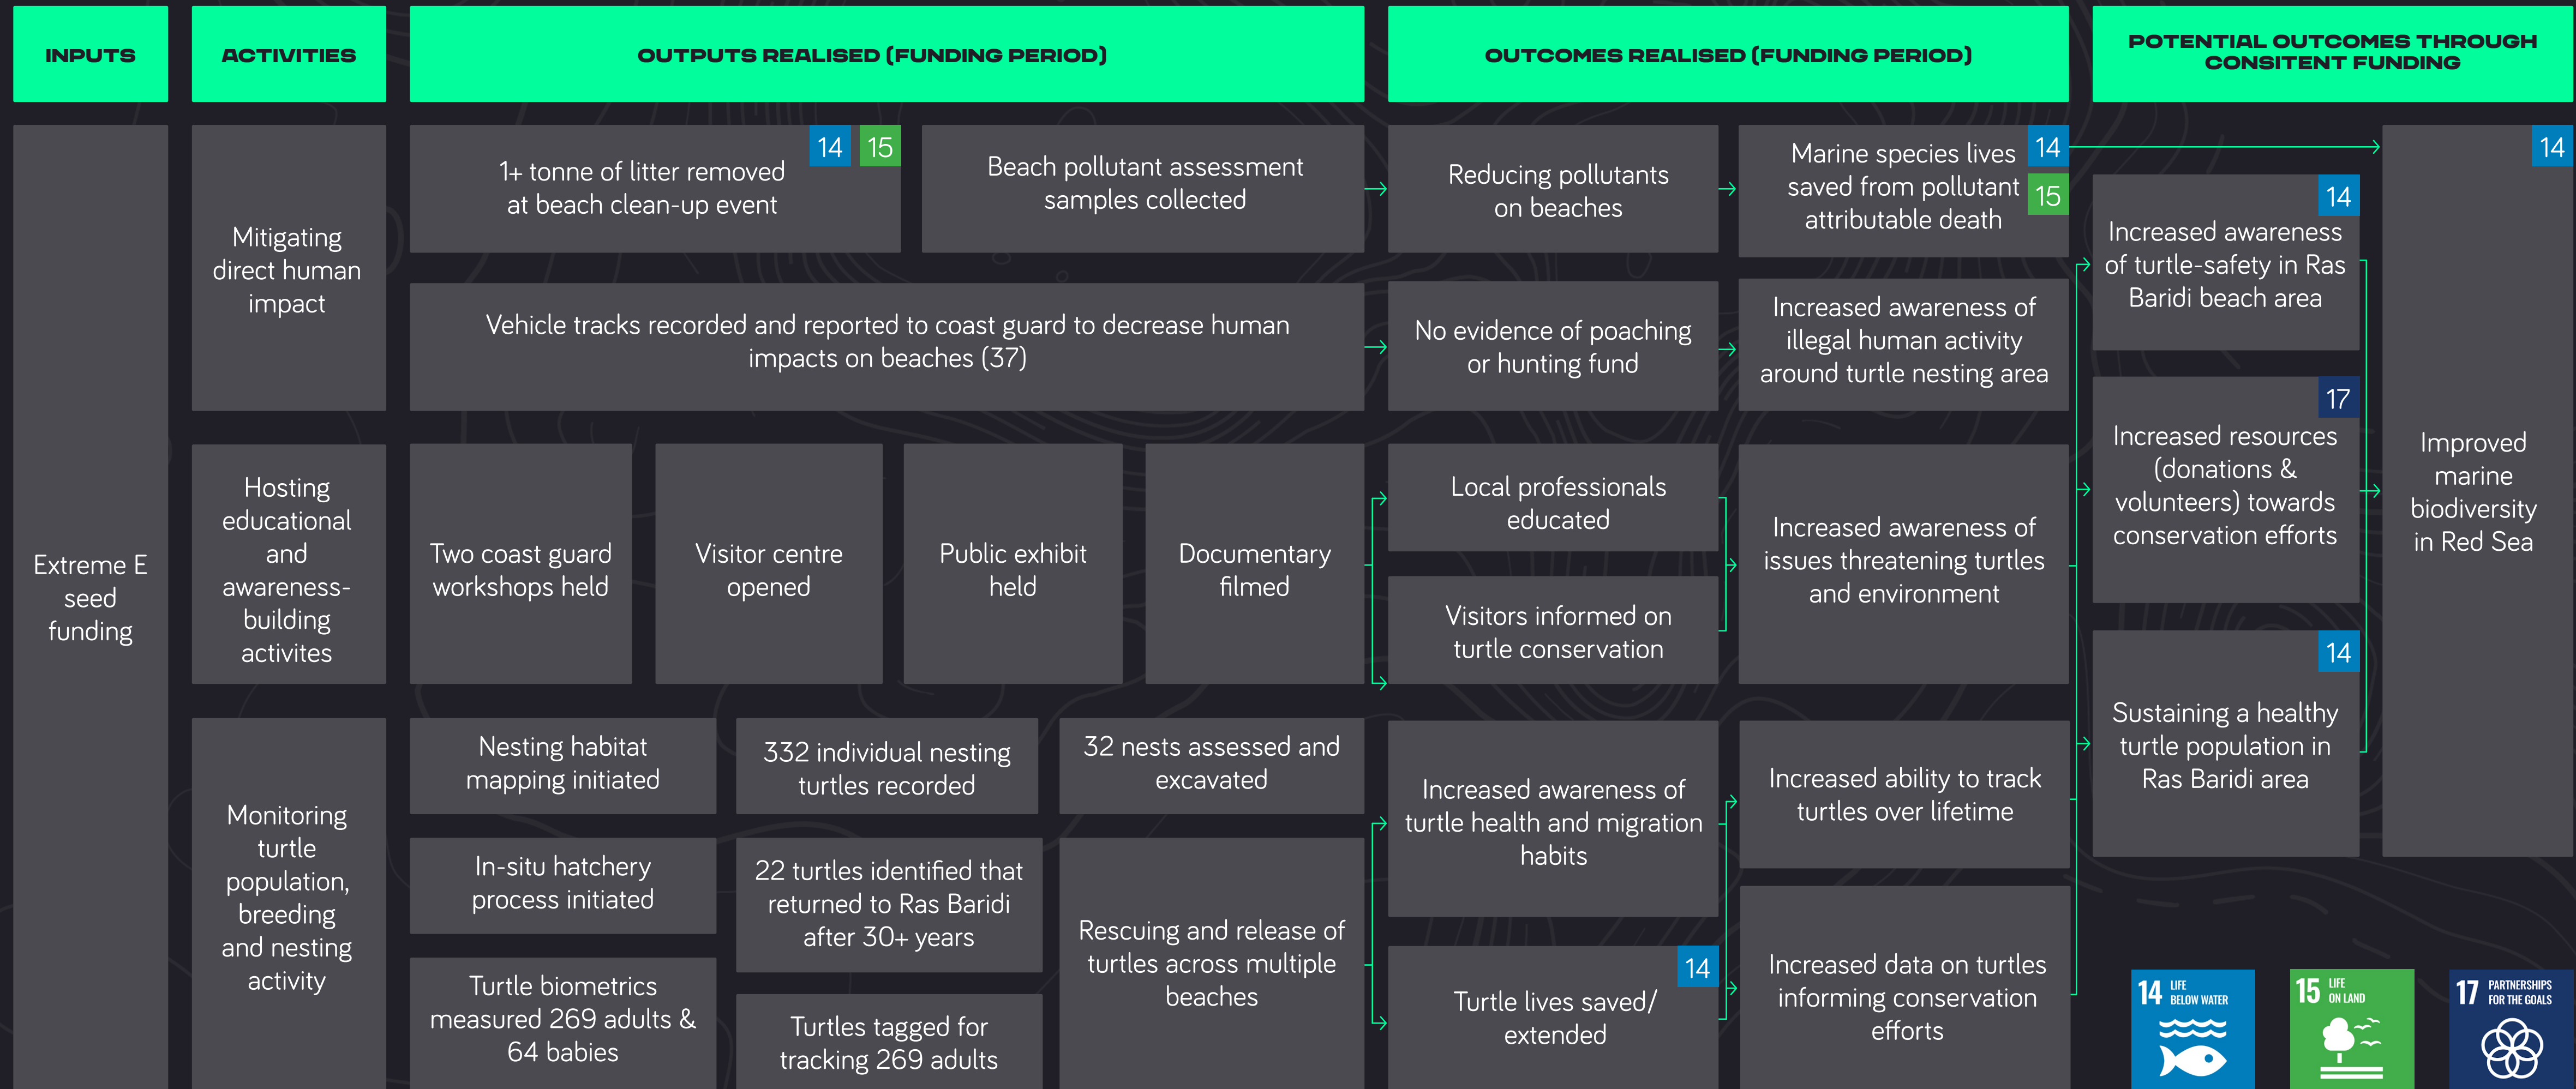 INPUTS
ACTIVITIES
OUTPUTS REALISED (FUNDING PERIOD)
OUTCOMES REALISED (FUNDING PERIOD)
POTENTIAL OUTCOMES THROUGH
CONSITENT FUNDING
Extreme E
seed
funding
Mitigating
direct human
impact
1+ tonne of litter removed
at beach clean-up event
14
15
Beach pollutant assessment
samples collected
Reducing pollutants
on beaches
Marine species lives
saved from pollutant
attributable death
14
15
Vehicle tracks recorded and reported to coast guard to decrease human
impacts on beaches (37)
No evidence of poaching
or hunting fund
Increased awareness of
illegal human activity
around turtle nesting area
Hosting
educational
and
awareness-
building
activites
Two coast guard
workshops held
Visitor centre
opened
Public exhibit
held
Documentary
filmed
Local professionals
educated
Visitors informed on
turtle conservation
Increased awareness of
issues threatening turtles
and environment
Monitoring
turtle
population,
breeding
and nesting
activity
Nesting habitat
mapping initiated
332 individual nesting
turtles recorded
32 nests assessed and
excavated
In-situ hatchery
process initiated
22 turtles identified that
returned to Ras Baridi
after 30+ years
Rescuing and release of
turtles across multiple
beaches
Turtle biometrics
measured 269 adults &
64 babies
Turtles tagged for
tracking 269 adults
Increased awareness of
turtle health and migration
habits
Turtle lives saved/
extended
14
Increased ability to track
turtles over lifetime
Increased data on turtles
informing conservation
efforts
14
Increased awareness
of turtle-safety in Ras
Baridi beach area
17
Increased resources
(donations &
volunteers) towards
conservation efforts
14
Sustaining a healthy
turtle population in
Ras Baridi area
14
Improved
marine
biodiversity
in Red Sea
14 LIFE
BELOW WATER
15 LIFE
ON LAND
17 PARTNERSHIPS
FOR THE GOALS